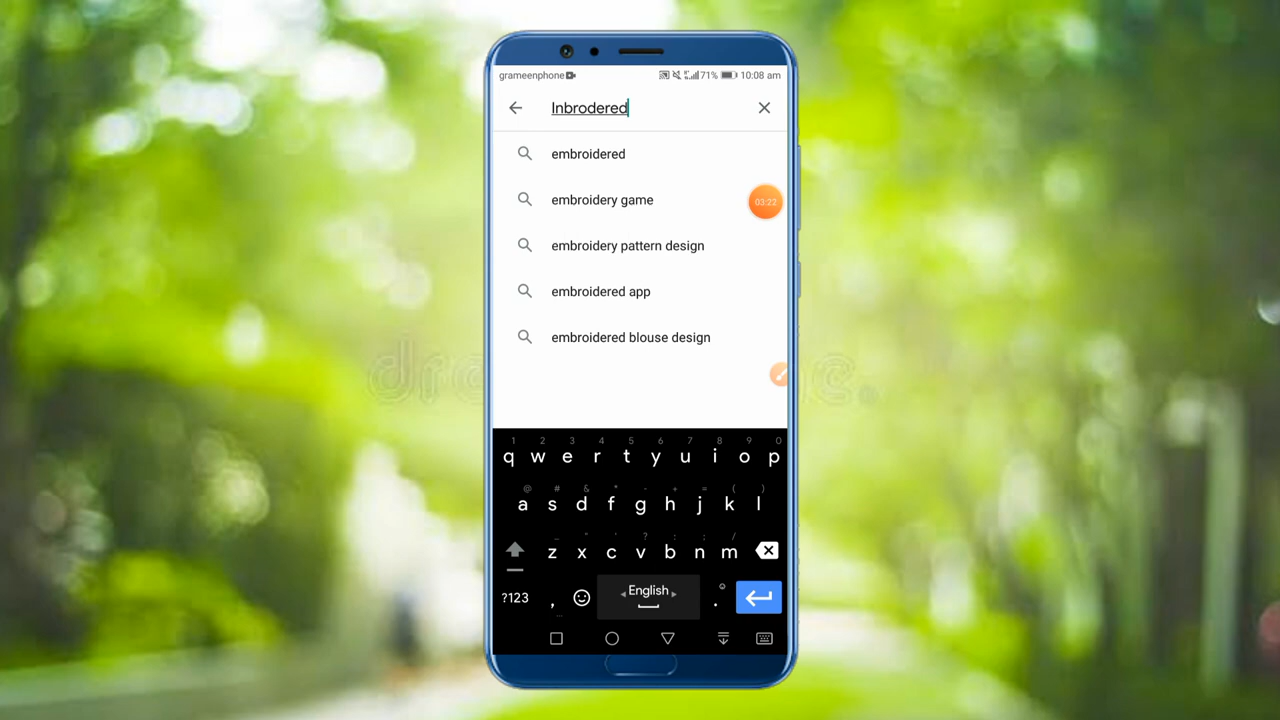 grameenphone 71% 10:08 am
Inbrodered
embroidered
embroidery game
03:22
embroidery pattern design
embroidered app
embroidered blouse design
1 2 3 4 5 6 7 8 9 0
q w e r t y u i o p
@ # & * - + = ( )
a s d f g h j k l
z x c v b n m
?123 , English .